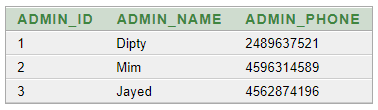 ADMIN_ID ADMIN_NAME ADMIN_PHONE
1 Dipty 2489637521
2 Mim 4596314589
3 Jayed 4562874196